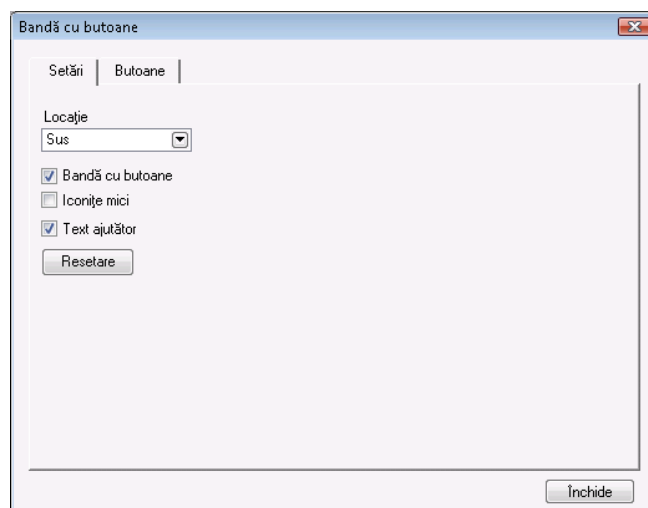 Bandă cu butoane
Setări
Butoane
Locaţie
Sus
Bandă cu butoane
Iconiţe mici
Text ajutător
Resetare
Închide